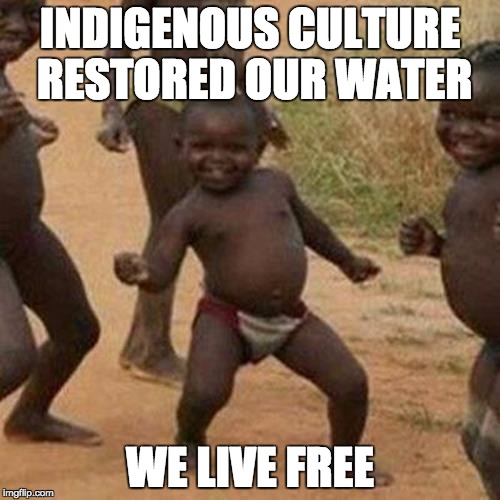 INDIGENOUS CULTURE
RESTORED OUR WATER
WE LIVE FREE
imgflip.com